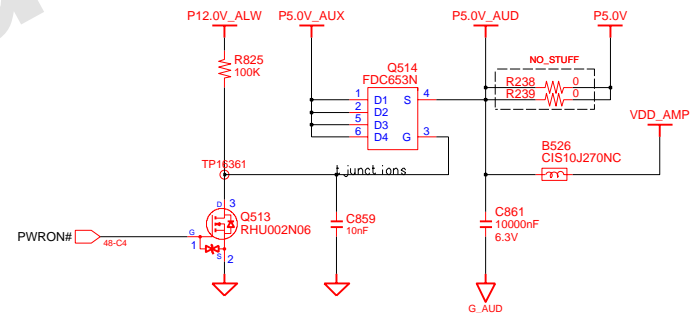 P12.0V_ALW P5.0V_AUX P5.0V_AUD P5.0V
R825
100K
Q514
FDC653N
NO_STUFF
R238 0
R239 0
1 D1 S 4
2 D2
5 D3
6 D4 G 3
VDD_AMP
B526
CIS10J270NC
TP16361
tjunctions
D 3
Q513
RHU002N06
G
1
S
2
PWRON# 48-C4
C859
10nF
C861
10000nF
6.3V
G_AUD